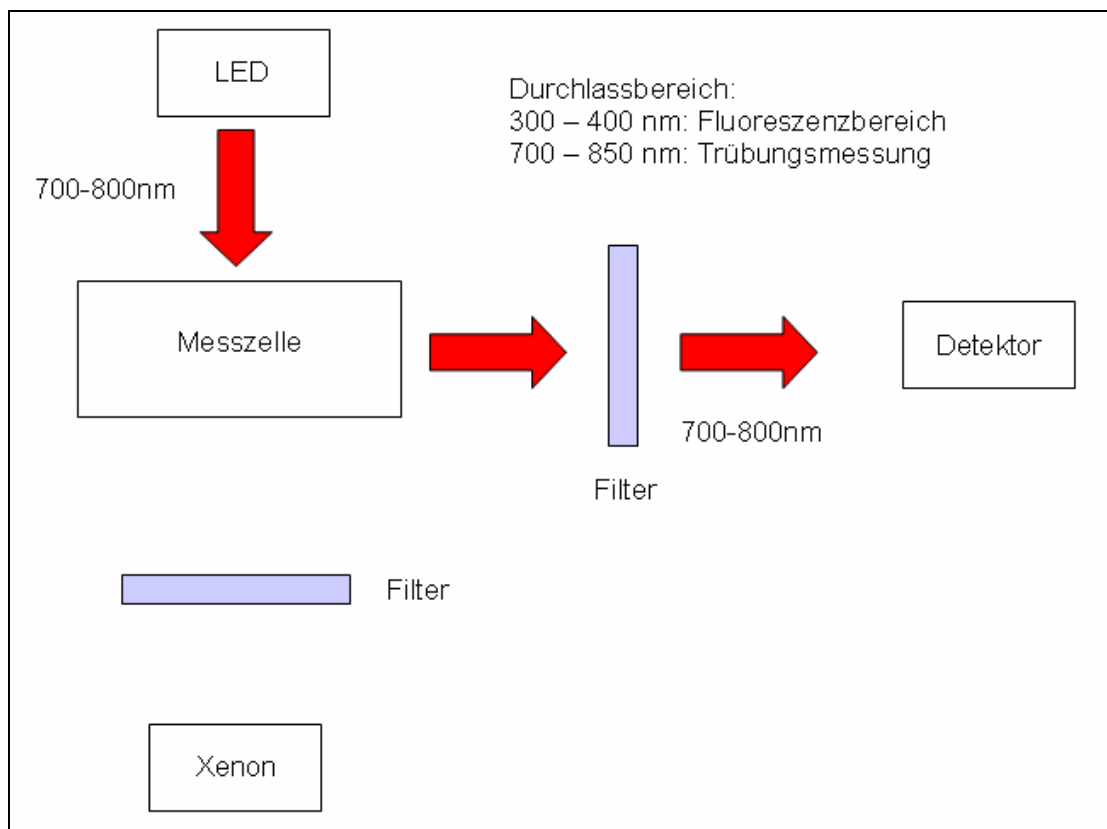 LED
Durchlassbereich:
300 – 400 nm: Fluoreszenzbereich
700 – 850 nm: Trübungsmessung
700-800nm
Messzelle
Detektor
700-800nm
Filter
Filter
Xenon